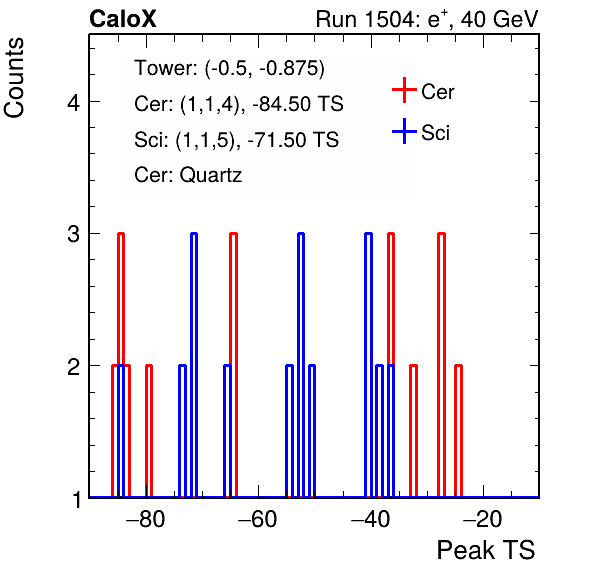 CaloX Run 1504: e⁺, 40 GeV
Counts
Tower: (-0.5, -0.875)
Cer: (1,1,4), -84.50 TS
Sci: (1,1,5), -71.50 TS
Cer: Quartz
Cer
Sci
4
3
2
1
−80 −60 −40 −20
Peak TS